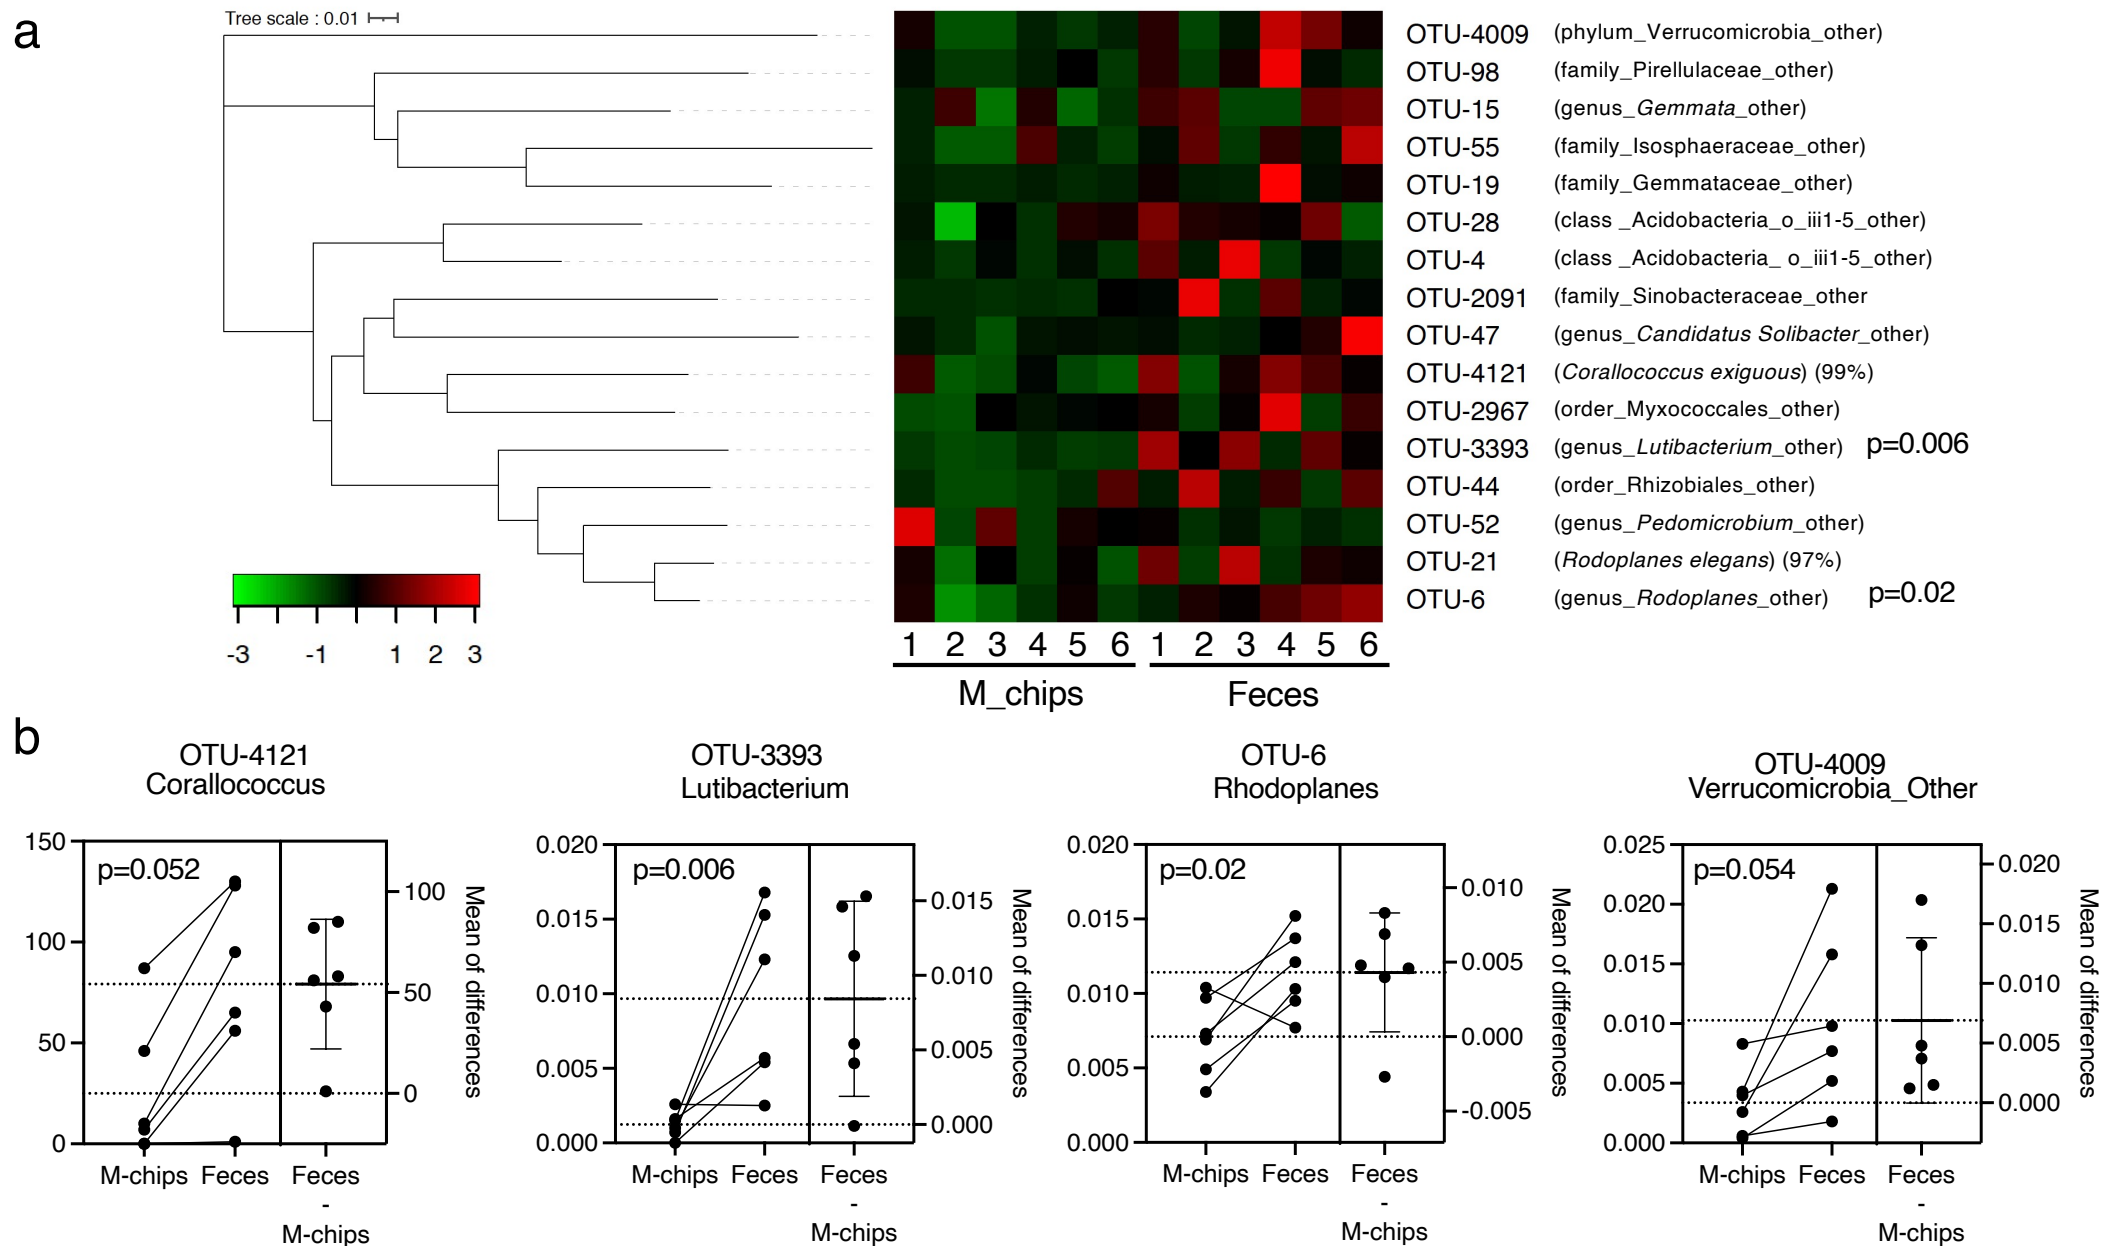 a
Tree scale : 0.01
OTU-4009 (phylum_Verrucomicrobia_other)
OTU-98 (family_Pirellulaceae_other)
OTU-15 (genus_Gemmata_other)
OTU-55 (family_Isosphaeraceae_other)
OTU-19 (family_Gemmataceae_other)
OTU-28 (class _Acidobacteria_o_iii1-5_other)
OTU-4 (class _Acidobacteria_ o_iii1-5_other)
OTU-2091 (family_Sinobacteraceae_other
OTU-47 (genus_Candidatus Solibacter_other)
OTU-4121 (Corallococcus exiguous) (99%)
OTU-2967 (order_Myxococcales_other)
OTU-3393 (genus_Lutibacterium_other) p=0.006
OTU-44 (order_Rhizobiales_other)
OTU-52 (genus_Pedomicrobium_other)
OTU-21 (Rodoplanes elegans) (97%)
OTU-6 (genus_Rodoplanes_other) p=0.02
-3 -1 1 2 3
1 2 3 4 5 6 1 2 3 4 5 6
M_chips Feces
b
OTU-4121
Corallococcus
150
100
50
0
p=0.052
100
50
0
Mean of differences
M-chips Feces Feces
-
M-chips
OTU-3393
Lutibacterium
0.020
0.015
0.010
0.005
0.000
p=0.006
0.015
0.010
0.005
0.000
Mean of differences
M-chips Feces Feces
-
M-chips
OTU-6
Rhodoplanes
0.020
0.015
0.010
0.005
0.000
p=0.02
0.010
0.005
0.000
-0.005
Mean of differences
M-chips Feces Feces
-
M-chips
OTU-4009
Verrucomicrobia_Other
0.025
0.020
0.015
0.010
0.005
0.000
p=0.054
0.020
0.015
0.010
0.005
0.000
Mean of differences
M-chips Feces Feces
-
M-chips